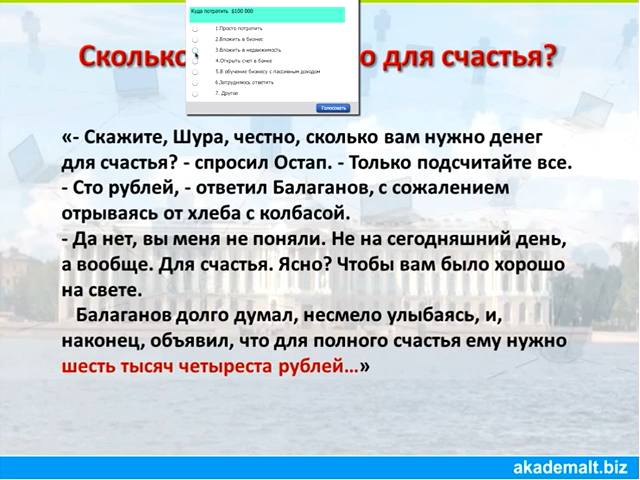 Куда потратить $100 000
1.Просто потратить
2.Вложить в бизнес
3.Вложить в недвижимость
4.Открыть счет в банке
5.В обучение бизнесу с пассивным доходом
6.Затрудняюсь ответить
7. Другое
Голосовать
Сколько о для счастья?
«- Скажите, Шура, честно, сколько вам нужно денег
для счастья? - спросил Остап. - Только подсчитайте все.
- Сто рублей, - ответил Балаганов, с сожалением
отрываясь от хлеба с колбасой.
- Да нет, вы меня не поняли. Не на сегодняшний день,
а вообще. Для счастья. Ясно? Чтобы вам было хорошо
на свете.
Балаганов долго думал, несмело улыбаясь, и,
наконец, объявил, что для полного счастья ему нужно
шесть тысяч четыреста рублей...»
akademalt.biz